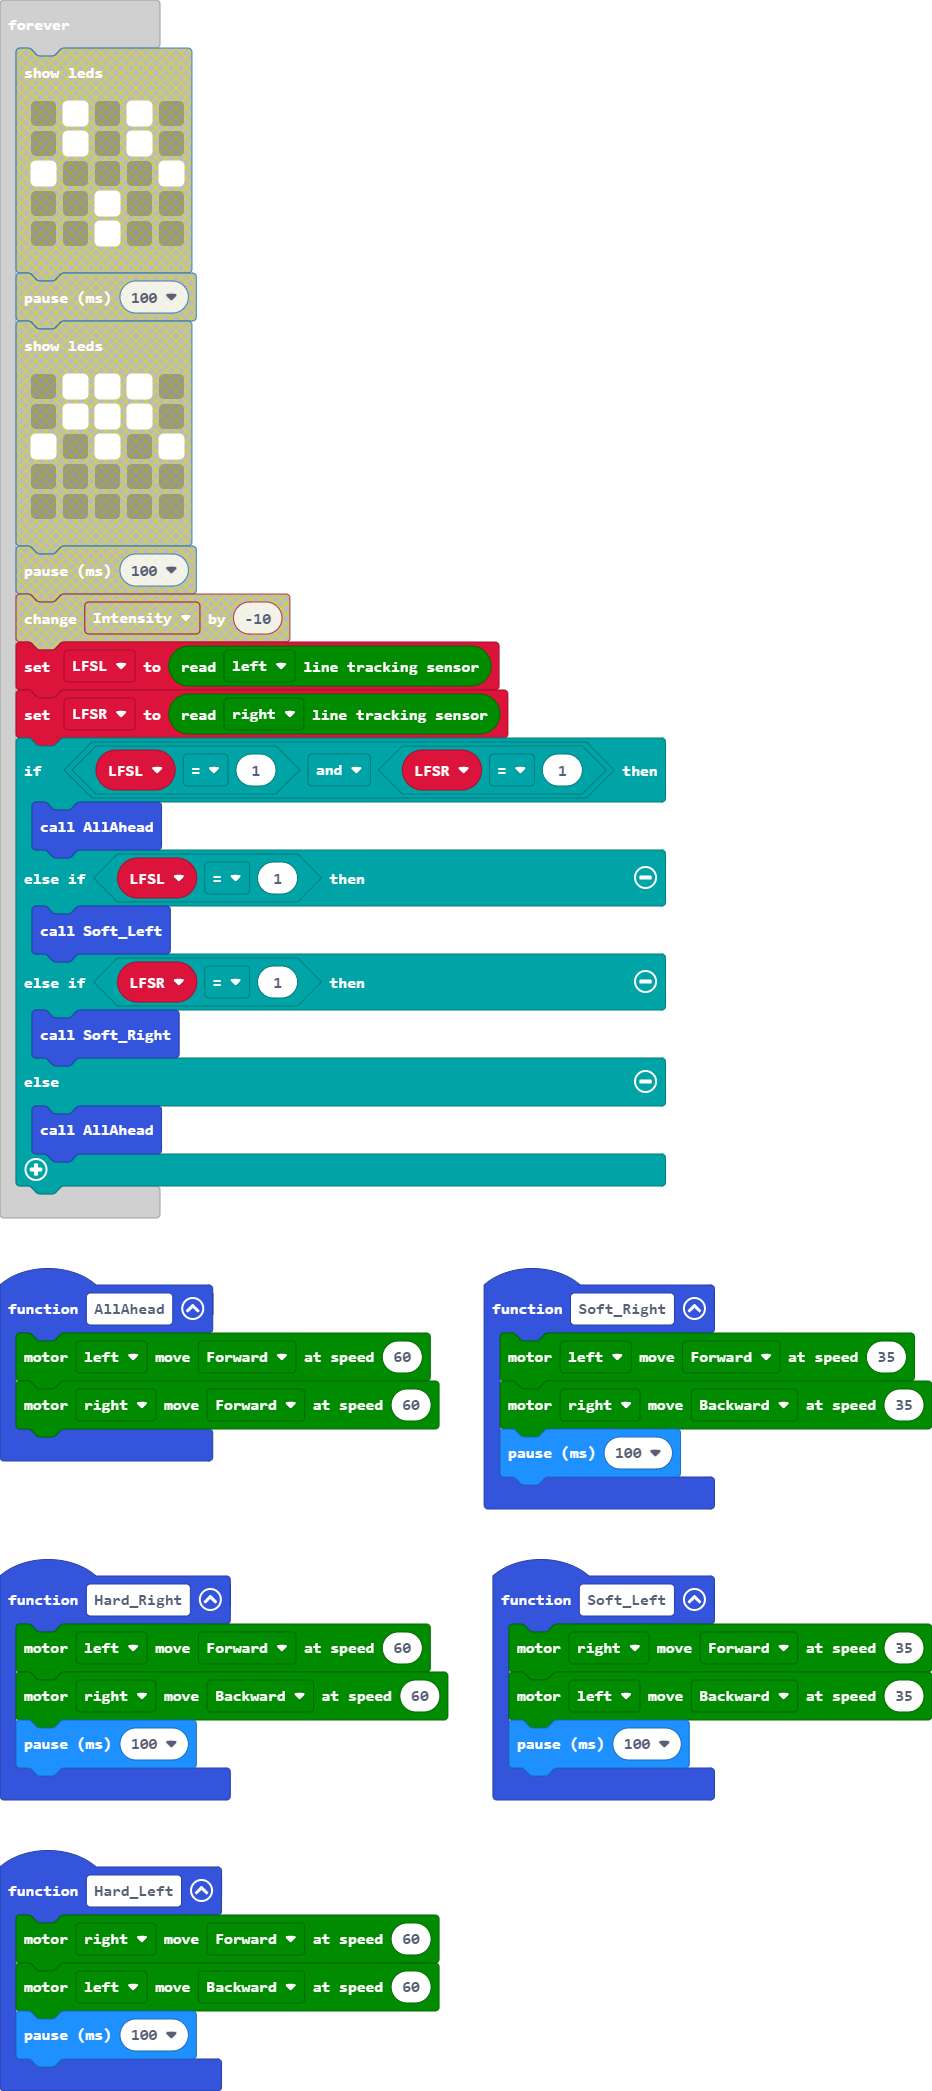 forever
show leds
pause (ms) 100
show leds
pause (ms) 100
change Intensity by -10
set LFSL to read left line tracking sensor
set LFSR to read right line tracking sensor
if LFSL = 1 and LFSR = 1 then
call AllAhead
else if LFSL = 1 then
call Soft_Left
else if LFSR = 1 then
call Soft_Right
else
call AllAhead
function AllAhead
motor left move Forward at speed 60
motor right move Forward at speed 60
function Soft_Right
motor left move Forward at speed 35
motor right move Backward at speed 35
pause (ms) 100
function Hard_Right
motor left move Forward at speed 60
motor right move Backward at speed 60
pause (ms) 100
function Soft_Left
motor right move Forward at speed 35
motor left move Backward at speed 35
pause (ms) 100
function Hard_Left
motor right move Forward at speed 60
motor left move Backward at speed 60
pause (ms) 100